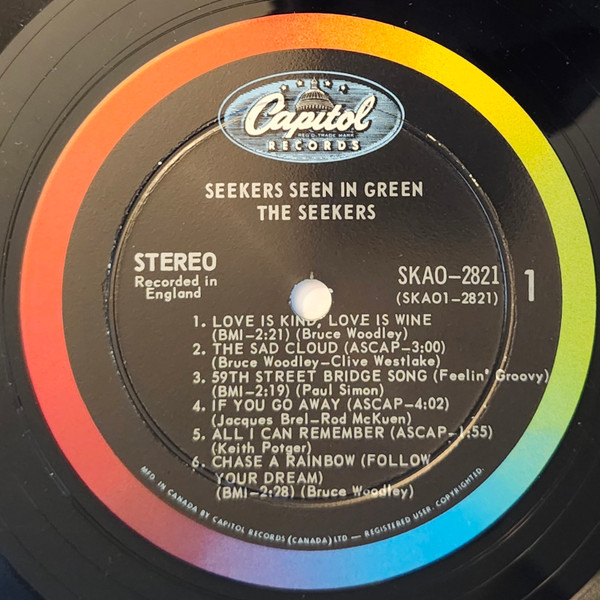 Capitol
REG'D. TRADE MARK
RECORDS
SEEKERS SEEN IN GREEN
THE SEEKERS
STEREO
Recorded in
England
SKAO-2821
(SKAO1-2821)
1
1. LOVE IS KIND, LOVE IS WINE
(BMI-2:21) (Bruce Woodley)
2. THE SAD CLOUD (ASCAP-3:00)
(Bruce Woodley-Clive Westlake)
3. 59TH STREET BRIDGE SONG (Feelin' Groovy)
(BMI-2:19) (Paul Simon)
4. IF YOU GO AWAY (ASCAP-4:02)
(Jacques Brel-Rod McKuen)
5. ALL I CAN REMEMBER (ASCAP-1:55)
(Keith Potger)
6. CHASE A RAINBOW (FOLLOW
YOUR DREAM)
(BMI-2:28) (Bruce Woodley)
MFD. IN CANADA BY CAPITOL RECORDS (CANADA) LTD — REGISTERED USER. COPYRIGHTED.